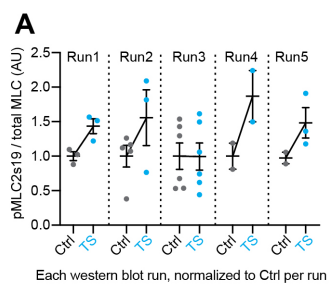 A
Run1 Run2 Run3 Run4 Run5
pMLC2s19 / total MLC (AU)
2.5
2.0
1.5
1.0
0.5
0.0
Ctrl TS Ctrl TS Ctrl TS Ctrl TS Ctrl TS
Each western blot run, normalized to Ctrl per run